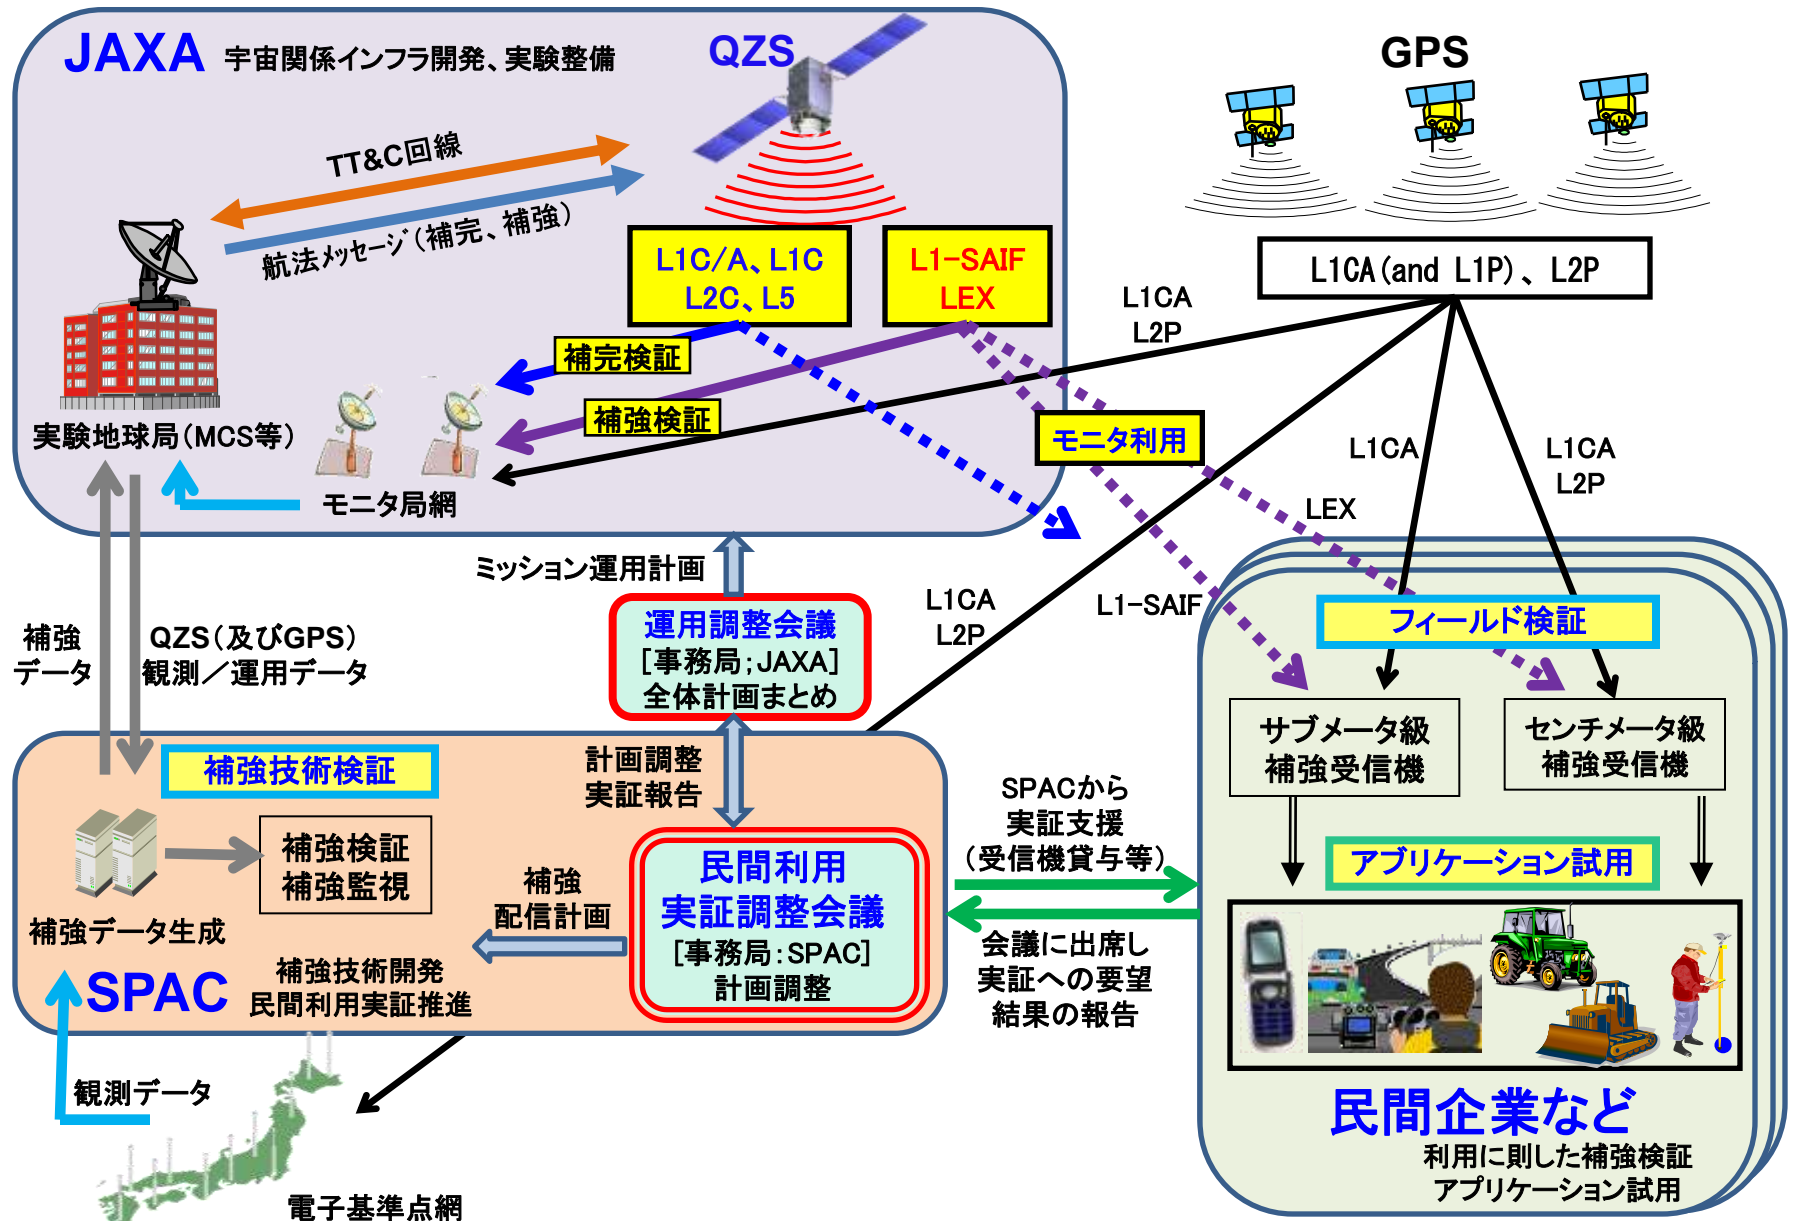 JAXA 宇宙関係インフラ開発、実験整備
QZS
GPS
TT&C回線
航法メッセージ(補完、補強)
L1C/A、L1C
L2C、L5
L1-SAIF
LEX
L1CA(and L1P)、L2P
L1CA
L2P
補完検証
補強検証
モニタ利用
実験地球局(MCS等)
モニタ局網
L1CA
L1CA
L2P
LEX
ミッション運用計画
L1CA
L2P
L1-SAIF
運用調整会議
[事務局;JAXA]
全体計画まとめ
補強
データ
QZS(及びGPS)
観測/運用データ
フィールド検証
サブメータ級
補強受信機
センチメータ級
補強受信機
補強技術検証
計画調整
実証報告
SPACから
実証支援
(受信機貸与等)
補強検証
補強監視
補強データ生成
補強
配信計画
民間利用
実証調整会議
[事務局:SPAC]
計画調整
アブリケーション試用
会議に出席し
実証への要望
結果の報告
SPAC
補強技術開発
民間利用実証推進
観測データ
電子基準点網
民間企業など
利用に則した補強検証
アプリケーション試用